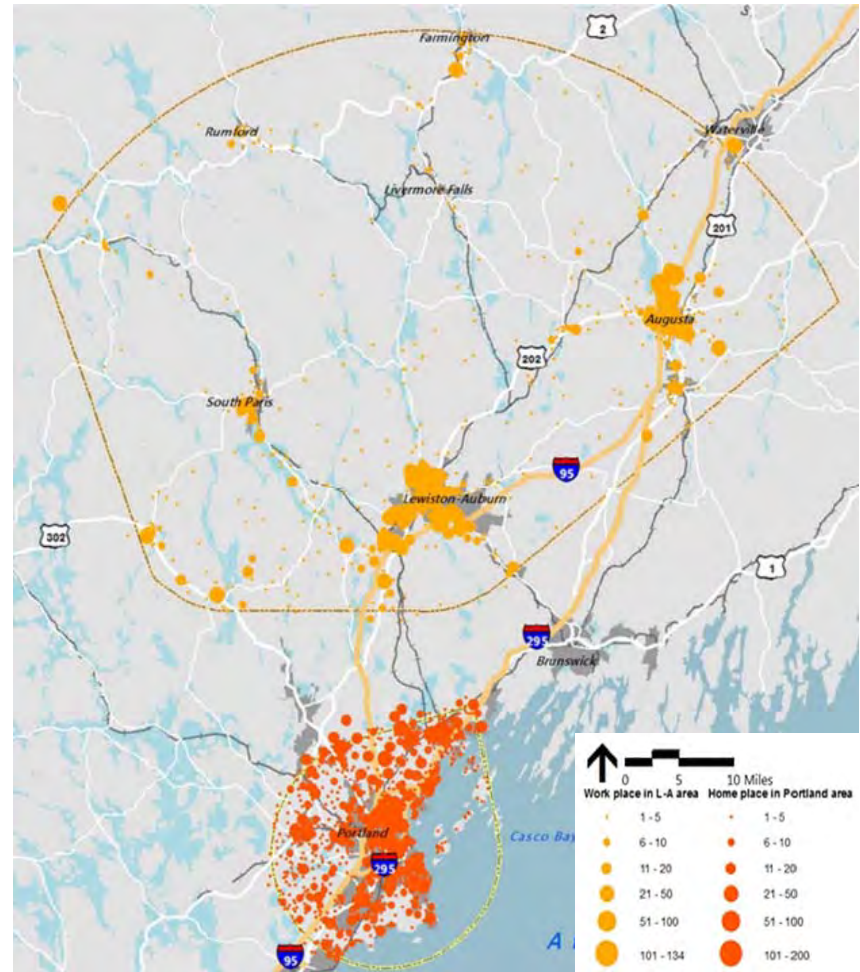 2
Farmington
S
Rumford
Waterville
Livermore Falls
201
Augusta
202
South Paris
95
Lewiston-Auburn
302
1
295
Brunswick
0 5 10 Miles
Work place in L-A area Home place in Portland area
1 - 5 1 - 5
6 - 10 6 - 10
11 - 20 11 - 20
21 - 50 21 - 50
51 - 100 51 - 100
101 - 134 101 - 200
Portland
Casco Bay
295
A
95